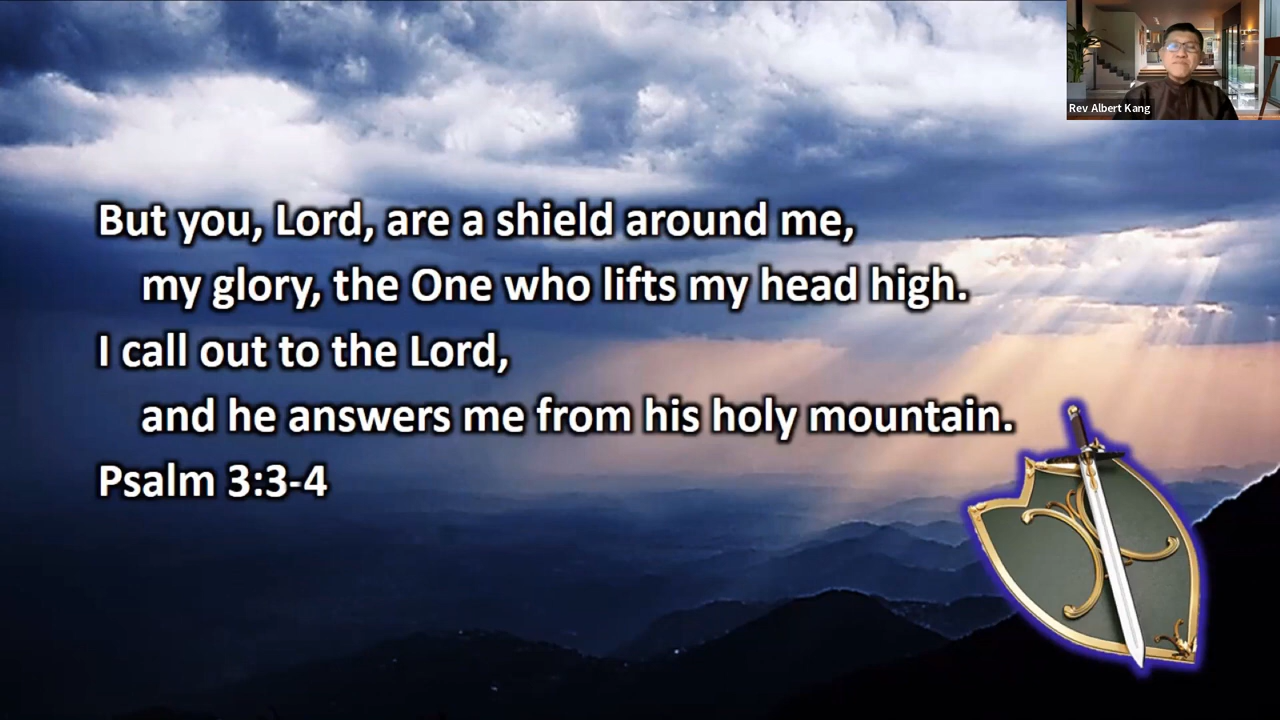 Rev Albert Kang
But you, Lord, are a shield around me,
my glory, the One who lifts my head high.
I call out to the Lord,
and he answers me from his holy mountain.
Psalm 3:3-4